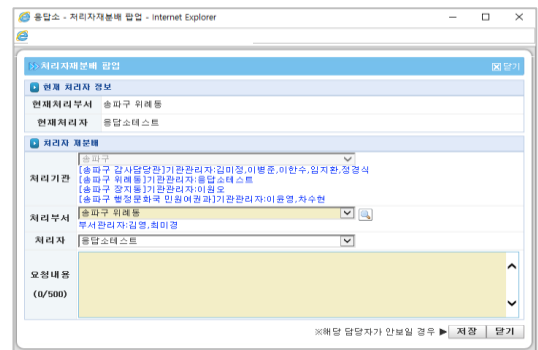 응답소 - 처리자재분배 팝업 - Internet Explorer
처리자재분배 팝업
닫기
현재 처리자 정보
현재처리부서 송파구 위례동
현재처리자 응답소테스트
처리자 재분배
처리기관 송파구
[송파구 감사담당관]기관관리자:김미정,이병준,이한수,임지환,정경식
[송파구 위례동]기관관리자:응답소테스트
[송파구 장지동]기관관리자:이원오
[송파구 행정문화국 민원여권과]기관관리자:이윤영,차수현
처리부서 송파구 위례동
부서관리자:김영,최미경
처리자 응답소테스트
요청내용
(0/500)
※해당 담당자가 안보일 경우 ▶ 저장 닫기